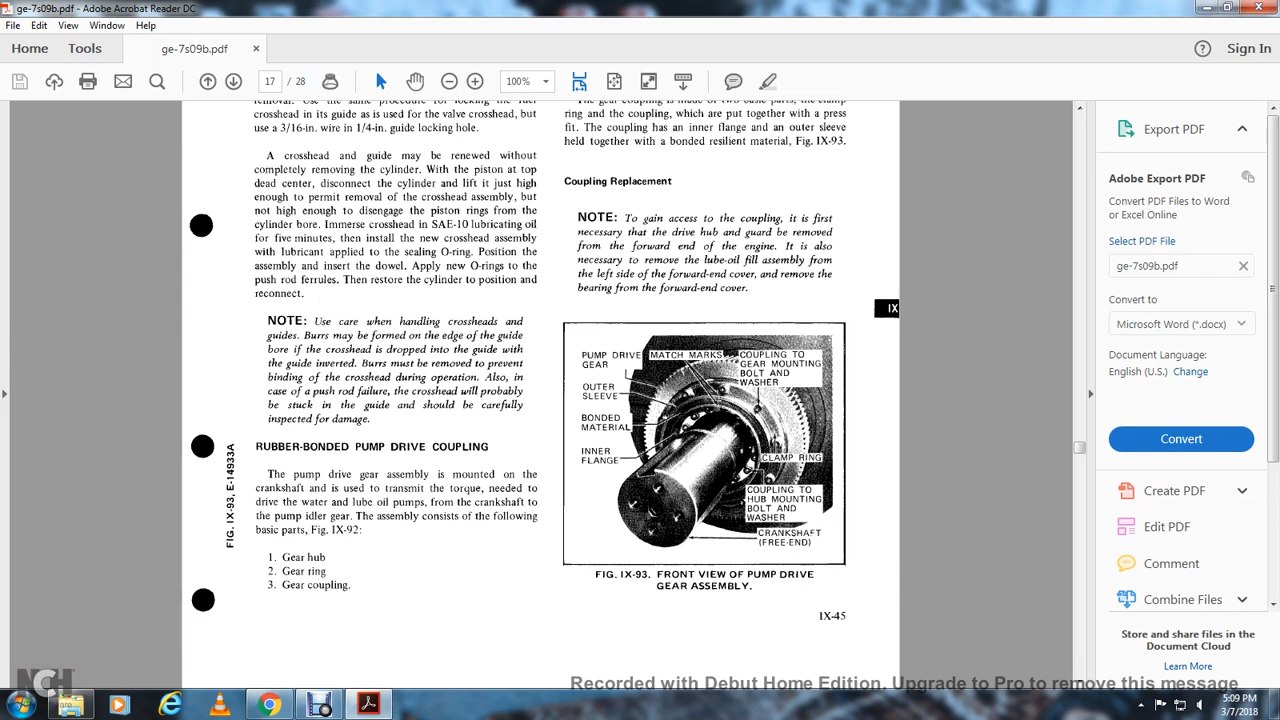 ge-7s09b.pdf - Adobe Acrobat Reader DC
File Edit View Window Help
Home Tools ge-7s09b.pdf × Sign In
17 / 28 100%
removal. Use the same procedure for locking the fuel
crosshead in its guide as is used for the valve crosshead, but
use a 3/16-in. wire in 1/4-in. guide locking hole.
A crosshead and guide may be renewed without
completely removing the cylinder. With the piston at top
dead center, disconnect the cylinder and lift it just high
enough to permit removal of the crosshead assembly, but
not high enough to disengage the piston rings from the
cylinder bore. Immerse crosshead in SAE-10 lubricating oil
for five minutes, then install the new crosshead assembly
with lubricant applied to the sealing O-ring. Position the
assembly and insert the dowel. Apply new O-rings to the
push rod ferrules. Then restore the cylinder to position and
reconnect.
NOTE: Use care when handling crossheads and
guides. Burrs may be formed on the edge of the guide
bore if the crosshead is dropped into the guide with
the guide inverted. Burrs must be removed to prevent
binding of the crosshead during operation. Also, in
case of a push rod failure, the crosshead will probably
be stuck in the guide and should be carefully
inspected for damage.
RUBBER-BONDED PUMP DRIVE COUPLING
The pump drive gear assembly is mounted on the
crankshaft and is used to transmit the torque, needed to
drive the water and lube oil pumps, from the crankshaft to
the pump idler gear. The assembly consists of the following
basic parts, Fig. IX-92:
1. Gear hub
2. Gear ring
3. Gear coupling.
FIG. IX-93, E-14933A
The gear coupling is made of two basic parts, the clamp
ring and the coupling, which are put together with a press
fit. The coupling has an inner flange and an outer sleeve
held together with a bonded resilient material, Fig. IX-93.
Coupling Replacement
NOTE: To gain access to the coupling, it is first
necessary that the drive hub and guard be removed
from the forward end of the engine. It is also
necessary to remove the lube-oil fill assembly from
the left side of the forward-end cover, and remove the
bearing from the forward-end cover.
IX
PUMP DRIVE
GEAR
MATCH MARKS
COUPLING TO
GEAR MOUNTING
BOLT AND
WASHER
OUTER
SLEEVE
BONDED
MATERIAL
INNER
FLANGE
CLAMP RING
COUPLING TO
HUB MOUNTING
BOLT AND
WASHER
CRANKSHAFT
(FREE-END)
FIG. IX-93. FRONT VIEW OF PUMP DRIVE
GEAR ASSEMBLY.
IX-45
Export PDF
Adobe Export PDF
Convert PDF Files to Word
or Excel Online
Select PDF File
ge-7s09b.pdf
Convert to
Microsoft Word (*.docx)
Document Language:
English (U.S.) Change
Convert
Create PDF
Edit PDF
Comment
Combine Files
Store and share files in the
Document Cloud
Learn More
NCH
Recorded with Debut Home Edition. Upgrade to Pro to remove this message
5:09 PM
3/7/2018